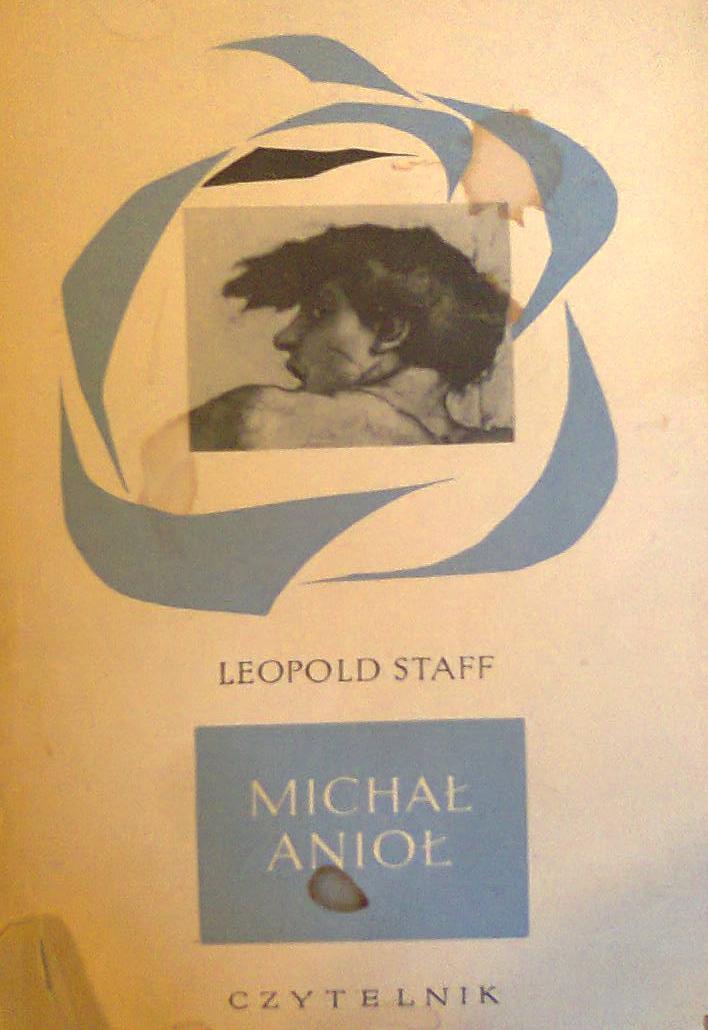 LEOPOLD STAFF
MICHAŁ
ANIOŁ
CZYTELNIK